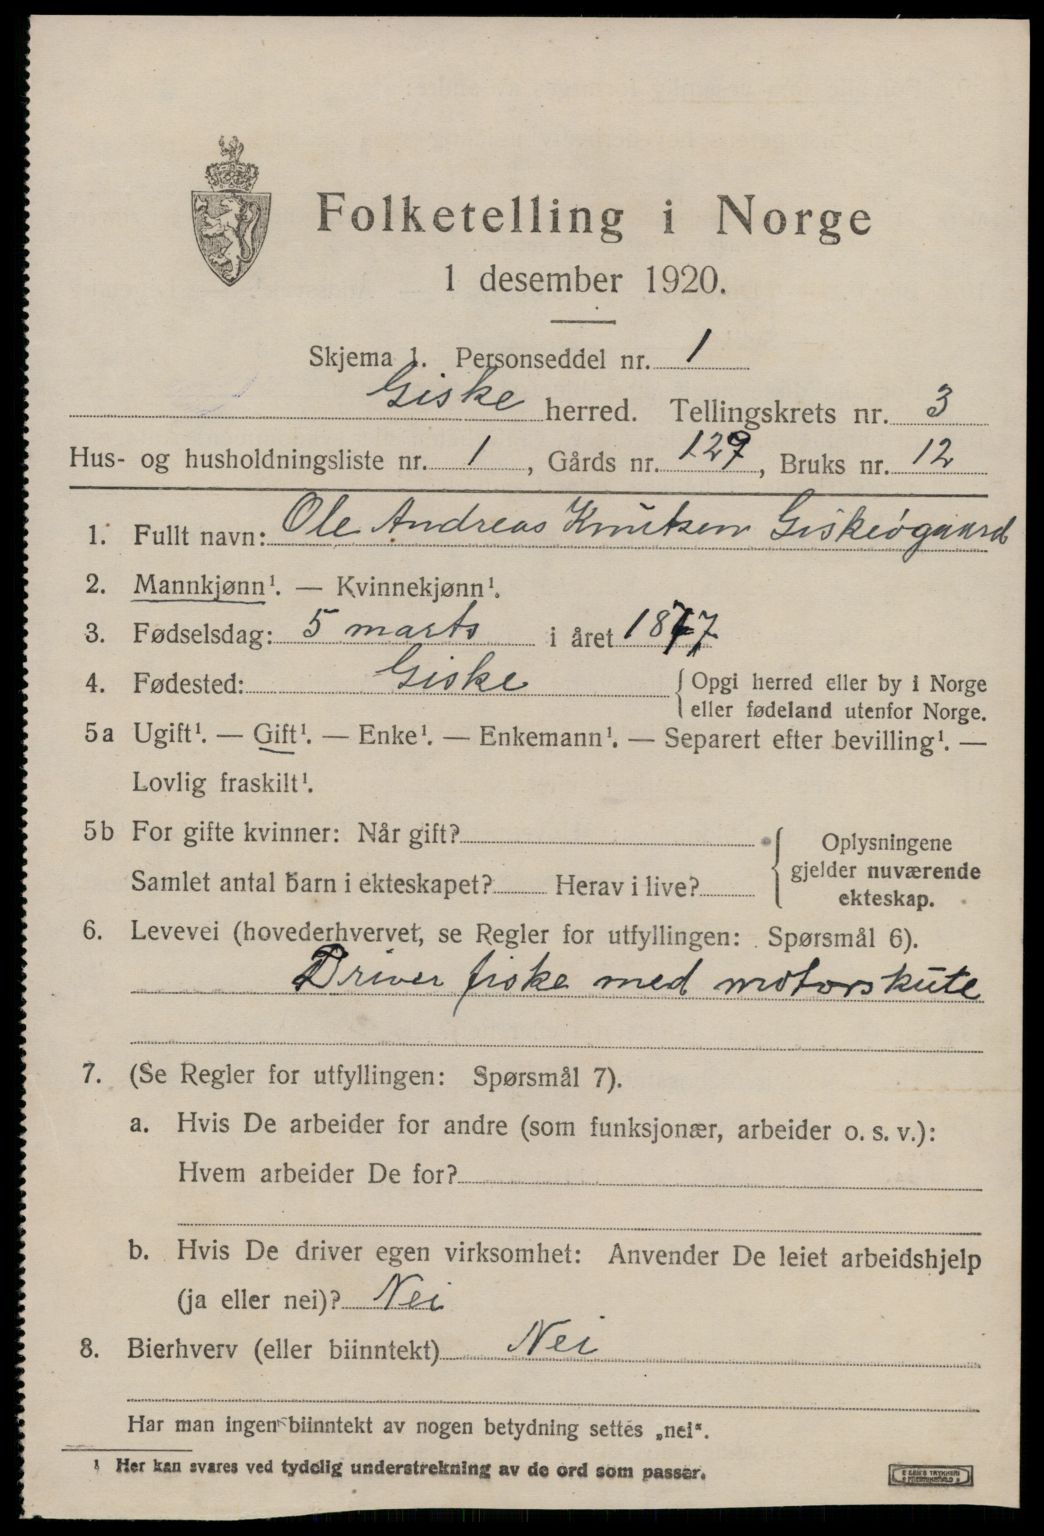 Folketelling i Norge
1 desember 1920.
Skjema 1. Personseddel nr. 1
Giske herred. Tellingskrets nr. 3
Hus- og husholdningsliste nr. 1, Gårds nr. 129, Bruks nr. 12
1. Fullt navn: Ole Andreas Knutsen Giskeøgaard
2. Mannkjønn¹. — Kvinnekjønn¹.
3. Fødselsdag: 5 marts i året 1877
4. Fødested: Giske {Opgi herred eller by i Norge
eller fødeland utenfor Norge.
5a Ugift¹. — Gift¹. — Enke¹. — Enkemann¹. — Separert efter bevilling¹. —
Lovlig fraskilt¹.
5b For gifte kvinner: Når gift?
Samlet antal barn i ekteskapet? Herav i live?
{Oplysningene
gjelder nuværende
ekteskap.
6. Levevei (hovederhvervet, se Regler for utfyllingen: Spørsmål 6).
Driver fiske med motorskute
7. (Se Regler for utfyllingen: Spørsmål 7).
a. Hvis De arbeider for andre (som funksjonær, arbeider o. s. v.):
Hvem arbeider De for?
b. Hvis De driver egen virksomhet: Anvender De leiet arbeidshjelp
(ja eller nei)? Nei
8. Bierhverv (eller biinntekt) Nei
Har man ingen biinntekt av nogen betydning settes „nei“.
¹ Her kan svares ved tydelig understrekning av de ord som passer.